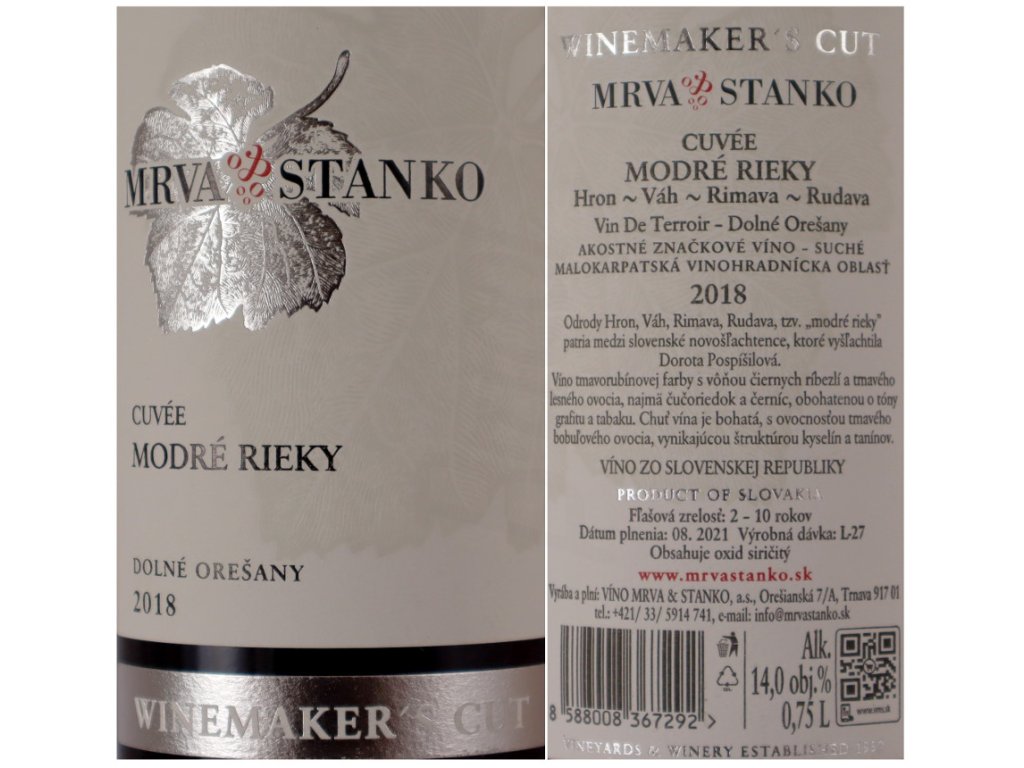 MRVA & STANKO
CUVÉE
MODRÉ RIEKY
DOLNÉ OREŠANY
2018
WINEMAKER´S CUT
WINEMAKER´S CUT
MRVA & STANKO
CUVÉE
MODRÉ RIEKY
Hron ~ Váh ~ Rimava ~ Rudava
Vin De Terroir – Dolné Orešany
AKOSTNÉ ZNAČKOVÉ VÍNO - SUCHÉ
MALOKARPATSKÁ VINOHRADNÍCKA OBLASŤ
2018
Odrody Hron, Váh, Rimava, Rudava, tzv. „modré rieky"
patria medzi slovenské novošľachtence, ktoré vyšľachtila
Dorota Pospíšilová.
Víno tmavorubínovej farby s vôňou čiernych ríbezlí a tmavého
lesného ovocia, najmä čučoriedok a černíc, obohatenou o tóny
grafitu a tabaku. Chuť vína je bohatá, s ovocnosťou tmavého
bobuľového ovocia, vynikajúcou štruktúrou kyselín a tanínov.
VÍNO ZO SLOVENSKEJ REPUBLIKY
PRODUCT OF SLOVAKIA
Fľašová zrelosť: 2 – 10 rokov
Dátum plnenia: 08. 2021 Výrobná dávka: L-27
Obsahuje oxid siričitý
www.mrvastanko.sk
Vyrába a plní: VÍNO MRVA & STANKO, a.s., Orešianská 7/A, Trnava 917 01
tel.: +421/ 33/ 5914 741, e-mail: info@mrvastanko.sk
Alk.
14,0 obj.%
0,75 L
8 588008 367292 >
www.vms.sk
VINEYARDS & WINERY ESTABLISHED